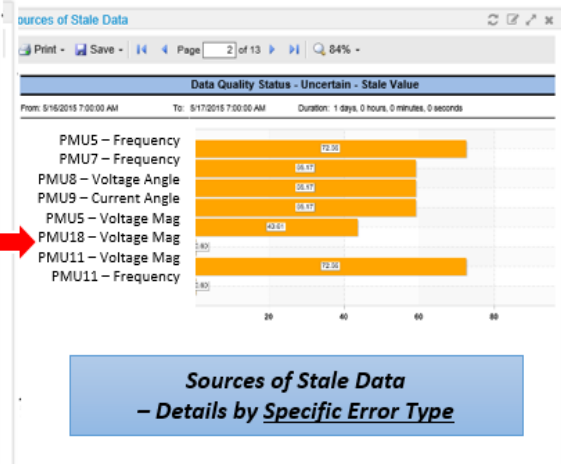 ources of Stale Data
Print - Save - Page 2 of 13 84% -
Data Quality Status - Uncertain - Stale Value
From: 5/16/2015 7:00:00 AM To: 5/17/2015 7:00:00 AM Duration: 1 days, 0 hours, 0 minutes, 0 seconds
PMU5 – Frequency
PMU7 – Frequency
PMU8 – Voltage Angle
PMU9 – Current Angle
PMU5 – Voltage Mag
PMU18 – Voltage Mag
PMU11 – Voltage Mag
PMU11 – Frequency
43.61
20 40 60 80
Sources of Stale Data
– Details by Specific Error Type